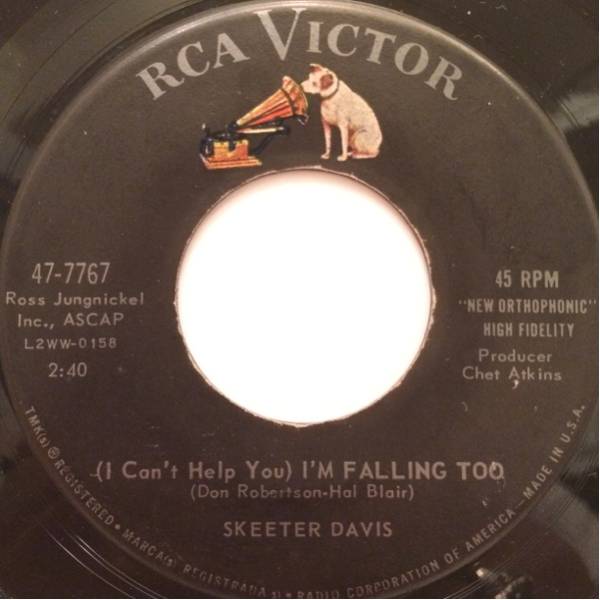 RCA VICTOR
47-7767
Ross Jungnickel
Inc., ASCAP
L2WW-0158
2:40
45 RPM
"NEW ORTHOPHONIC"
HIGH FIDELITY
Producer
Chet Atkins
(I Can't Help You) I'M FALLING TOO
(Don Robertson-Hal Blair)
SKEETER DAVIS
TMK(s) ® REGISTERED • MARCA(s) REGISTRADA(s) • RADIO CORPORATION OF AMERICA — MADE IN U.S.A.